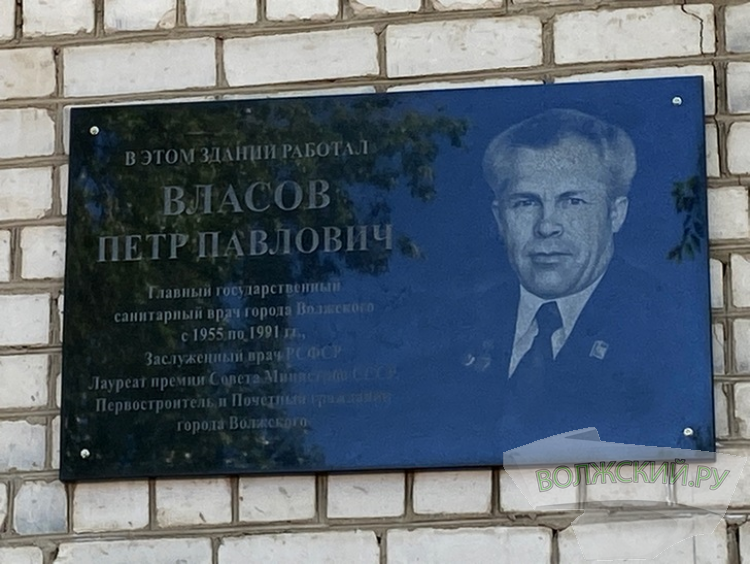 В ЭТОМ ЗДАНИИ РАБОТАЛ
ВЛАСОВ
ПЕТР ПАВЛОВИЧ
Главный государственный
санитарный врач города Волжского
с 1955 по 1991 гг.,
Заслуженный врач РСФСР
Лауреат премии Совета Министров СССР,
Первостроитель и Почетный гражданин
города Волжского
ВОЛЖСКИЙ.РУ